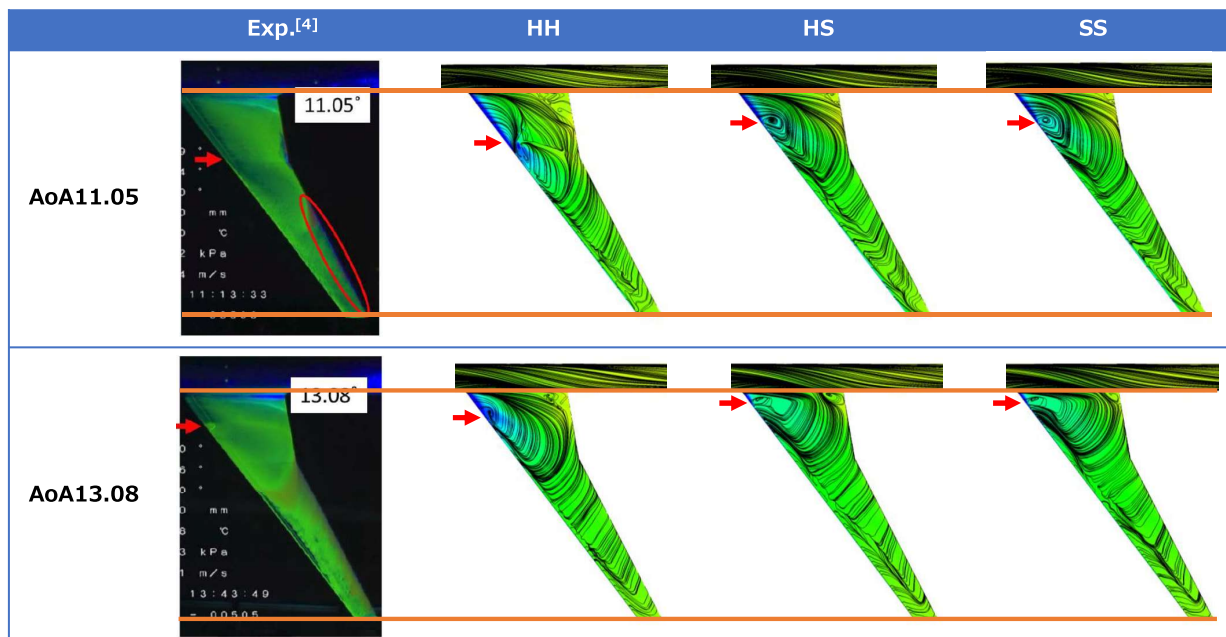 Exp.[4] HH HS SS
AoA11.05
11.05°
°
°
°
mm
℃
kPa
m/s
11:13:33
AoA13.08
13.08°
°
°
°
mm
℃
kPa
m/s
13:43:49
- 00505